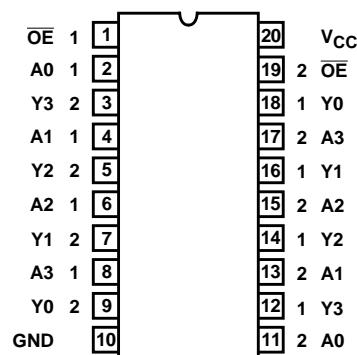 O̅E̅ 1 1 20 VCC
A0 1 2 19 2 O̅E̅
Y3 2 3 18 1 Y0
A1 1 4 17 2 A3
Y2 2 5 16 1 Y1
A2 1 6 15 2 A2
Y1 2 7 14 1 Y2
A3 1 8 13 2 A1
Y0 2 9 12 1 Y3
GND 10 11 2 A0